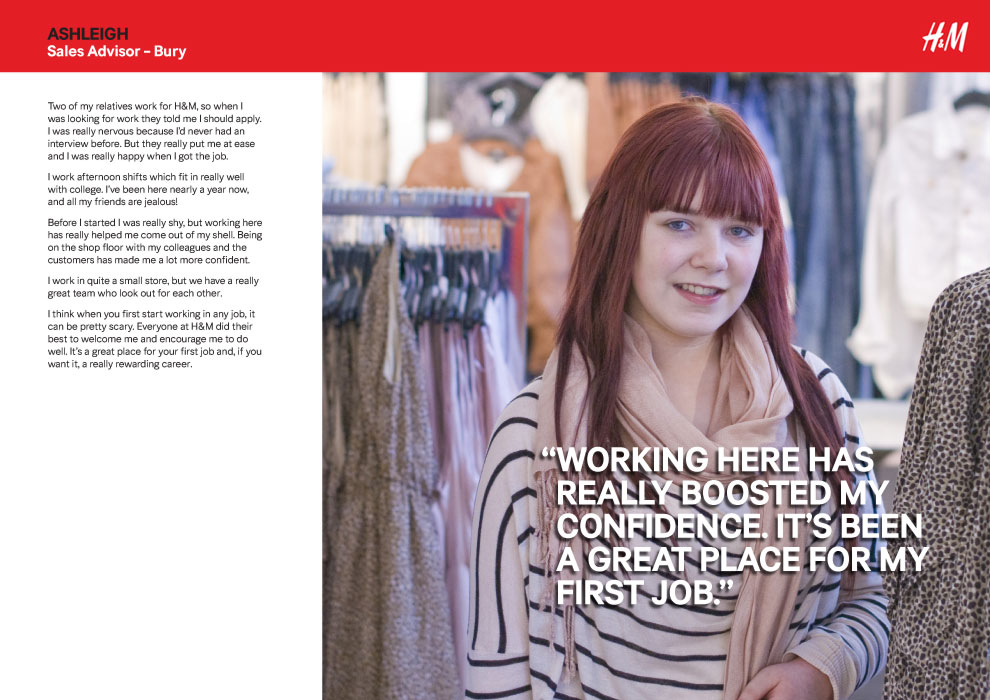 ASHLEIGH
Sales Advisor – Bury
H&M
Two of my relatives work for H&M, so when I
was looking for work they told me I should apply.
I was really nervous because I'd never had an
interview before. But they really put me at ease
and I was really happy when I got the job.
I work afternoon shifts which fit in really well
with college. I've been here nearly a year now,
and all my friends are jealous!
Before I started I was really shy, but working here
has really helped me come out of my shell. Being
on the shop floor with my colleagues and the
customers has made me a lot more confident.
I work in quite a small store, but we have a really
great team who look out for each other.
I think when you first start working in any job, it
can be pretty scary. Everyone at H&M did their
best to welcome me and encourage me to do
well. It's a great place for your first job and, if you
want it, a really rewarding career.
“WORKING HERE HAS
REALLY BOOSTED MY
CONFIDENCE. IT’S BEEN
A GREAT PLACE FOR MY
FIRST JOB.”